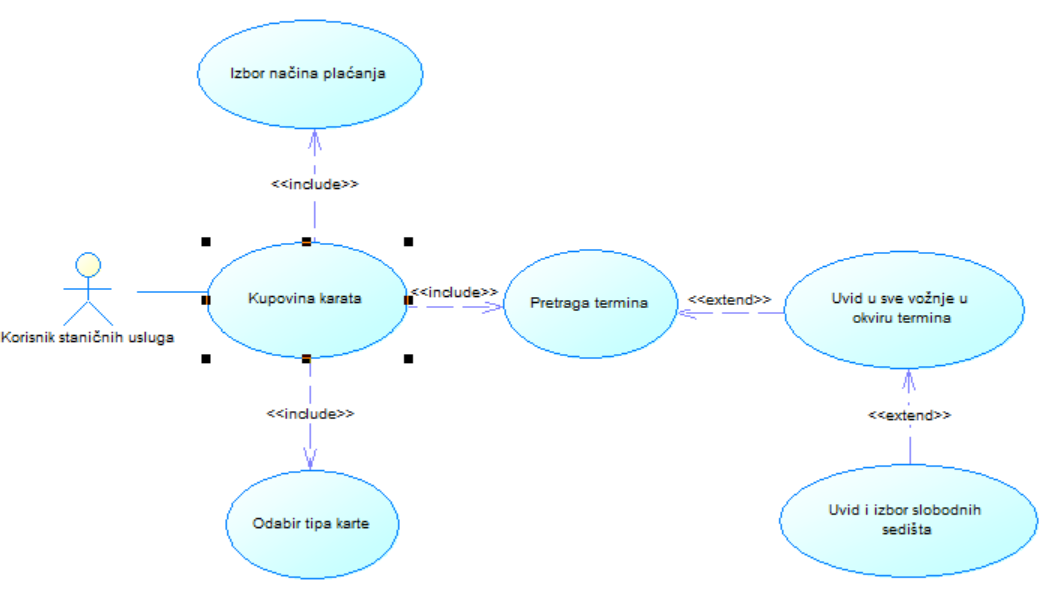 Izbor načina plaćanja
<<include>>
Kupovina karata
<<include>>
Pretraga termina
<<extend>>
Uvid u sve vožnje u
okviru termina
Korisnik staničnih usluga
<<include>>
<<extend>>
Odabir tipa karte
Uvid i izbor slobodnih
sedišta